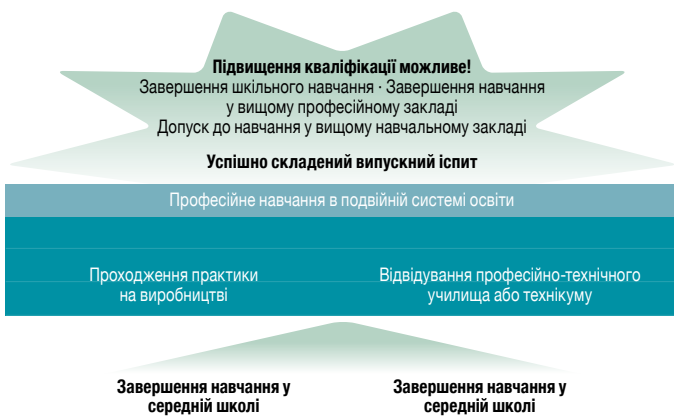 Підвищення кваліфікації можливе!
Завершення шкільного навчання · Завершення навчання
у вищому професійному закладі
Допуск до навчання у вищому навчальному закладі
Успішно складений випускний іспит
Професійне навчання в подвійній системі освіти
Проходження практики
на виробництві
Відвідування професійно-технічного
училища або технікуму
Завершення навчання у
середній школі
Завершення навчання у
середній школі